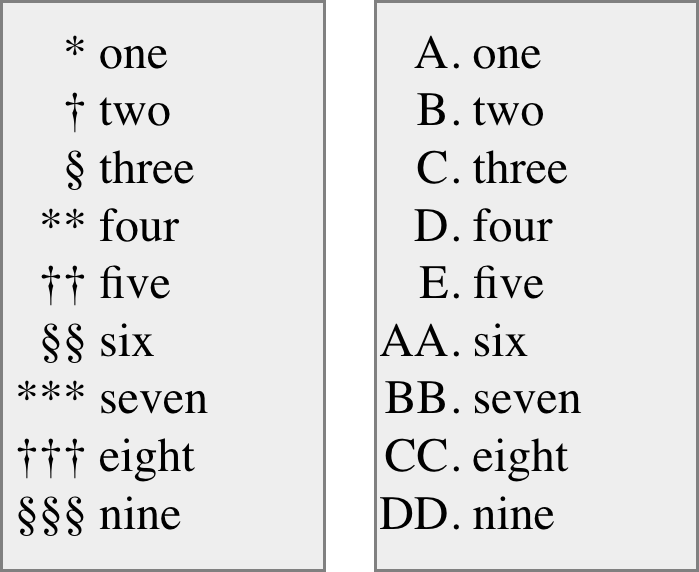 * one
† two
§ three
** four
†† five
§§ six
*** seven
††† eight
§§§ nine
A. one
B. two
C. three
D. four
E. five
AA. six
BB. seven
CC. eight
DD. nine